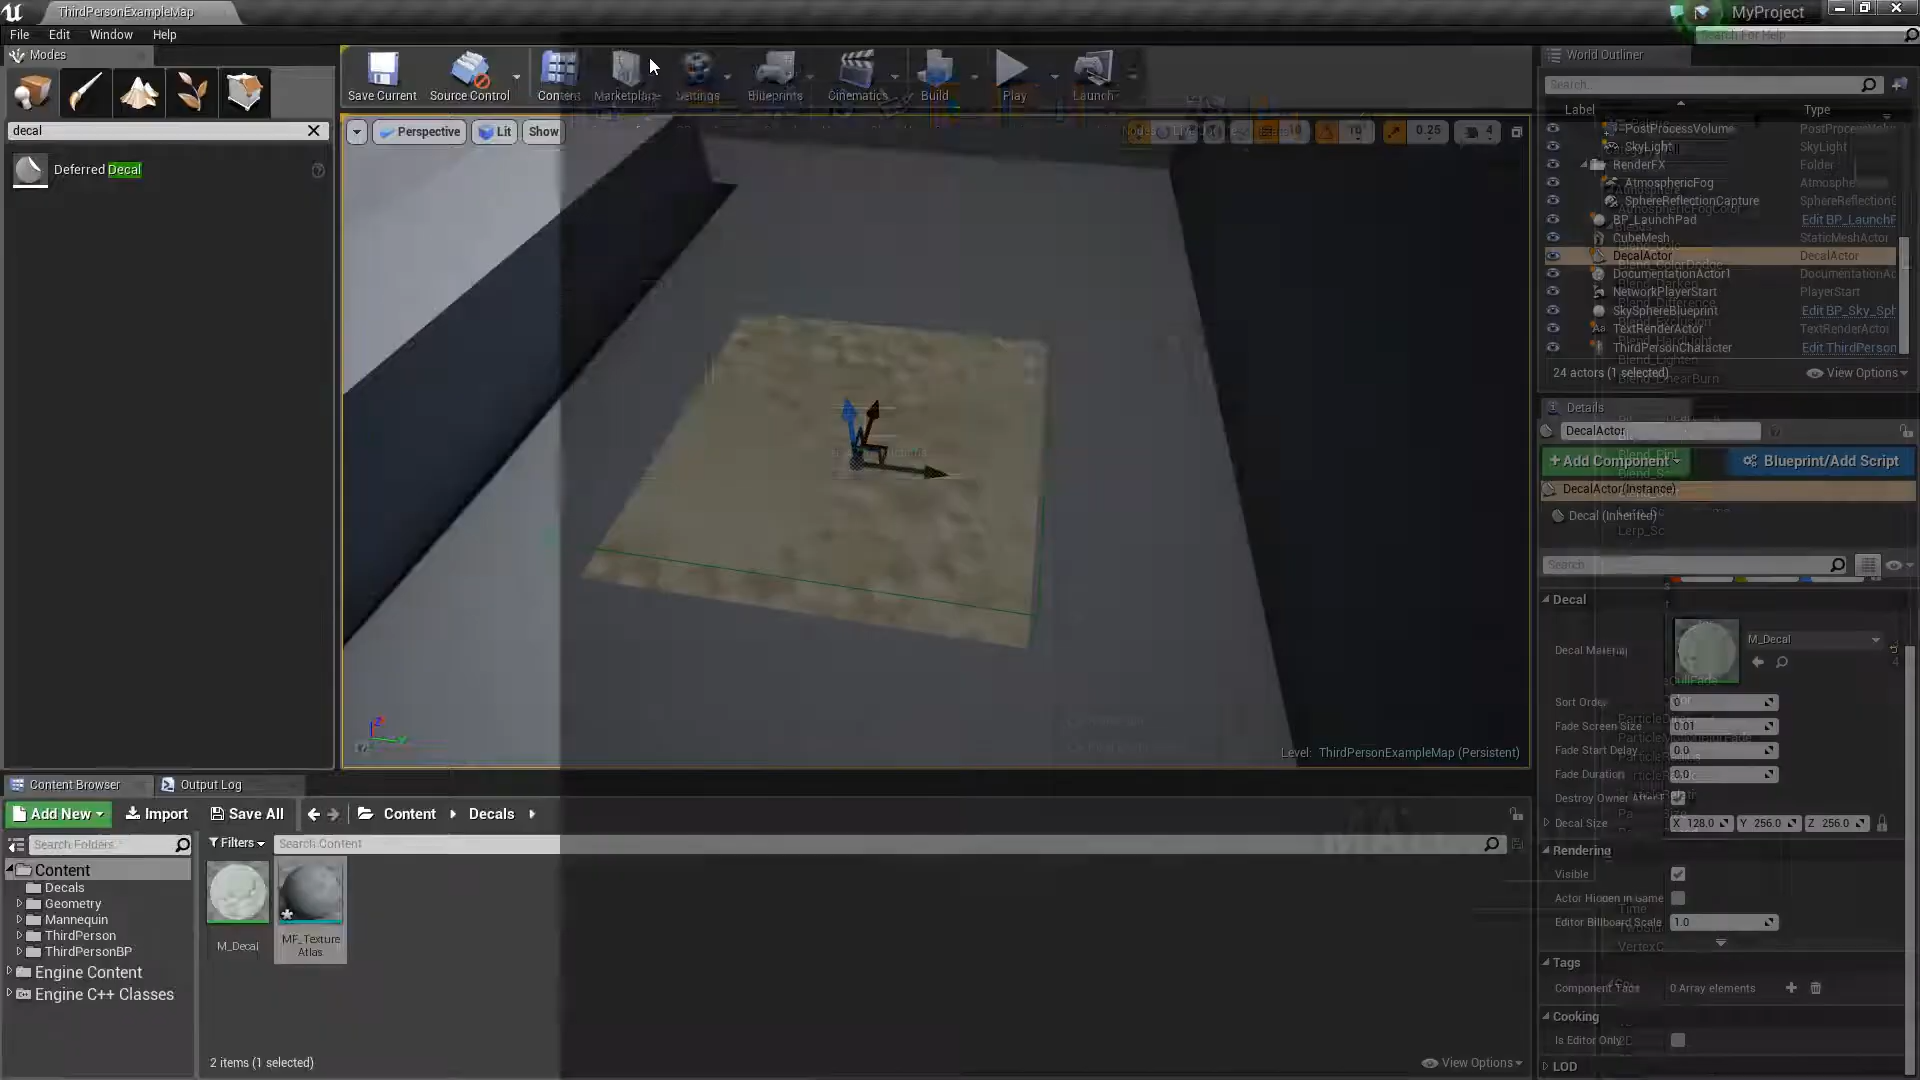 ThirdPersonExampleMap
MyProject
File Edit Window Help
Search For Help
Modes
decal
Deferred Decal
Save Current
Source Control
Content
Marketplace
Settings
Blueprints
Cinematics
Build
Play
Launch
Perspective
Lit
Show
10
10°
0.25
4
Level: ThirdPersonExampleMap (Persistent)
World Outliner
Search...
Label Type
PostProcessVolume
SkyLight SkyLight
RenderFX Folder
AtmosphericFog Atmosphe
SphereReflectionCapture SphereReflectionC
BP_LaunchPad Edit BP_LaunchP
CubeMesh StaticMeshActor
DecalActor DecalActor
DocumentationActor1 DocumentationAc
NetworkPlayerStart PlayerStart
SkySphereBlueprint Edit BP_Sky_Sph
TextRenderActor TextRenderActor
ThirdPersonCharacter Edit ThirdPerson
24 actors (1 selected) View Options
Details
DecalActor
+Add Component Blueprint/Add Script
DecalActor(Instance)
Decal (Inherited)
Search
Decal
Decal Material M_Decal
Sort Order 0
Fade Screen Size 0.01
Fade Start Delay 0.0
Fade Duration 0.0
Destroy Owner After F
Decal Size X 128.0 Y 256.0 Z 256.0
Rendering
Visible
Actor Hidden in Game
Editor Billboard Scale 1.0
Tags
Component Tags 0 Array elements
Cooking
Is Editor Only
LOD
Content Browser
Output Log
Add New Import Save All Content Decals
Search Folders
Filters Search Content
Content
Decals
Geometry
Mannequin
ThirdPerson
ThirdPersonBP
Engine Content
Engine C++ Classes
M_Decal
MF_Texture
Atlas
2 items (1 selected)
View Options